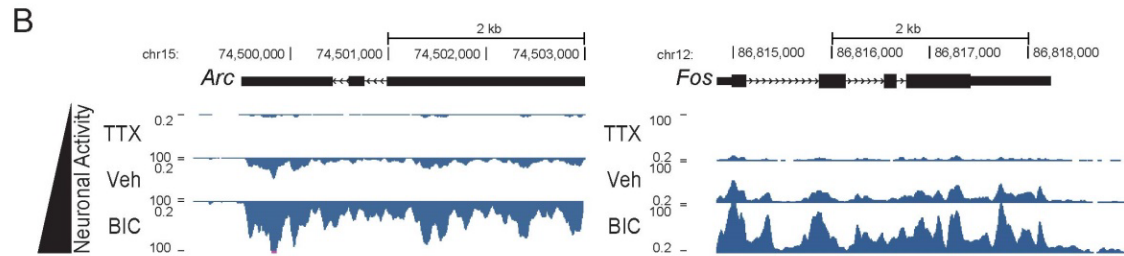 B
2 kb
chr15: 74,500,000 74,501,000 74,502,000 74,503,000
Arc
2 kb
chr12: 86,815,000 86,816,000 86,817,000 86,818,000
Fos
Neuronal Activity
TTX
0.2
100
Veh
0.2
100
BIC
0.2
100
TTX
100
0.2
Veh
100
0.2
BIC
100
0.2